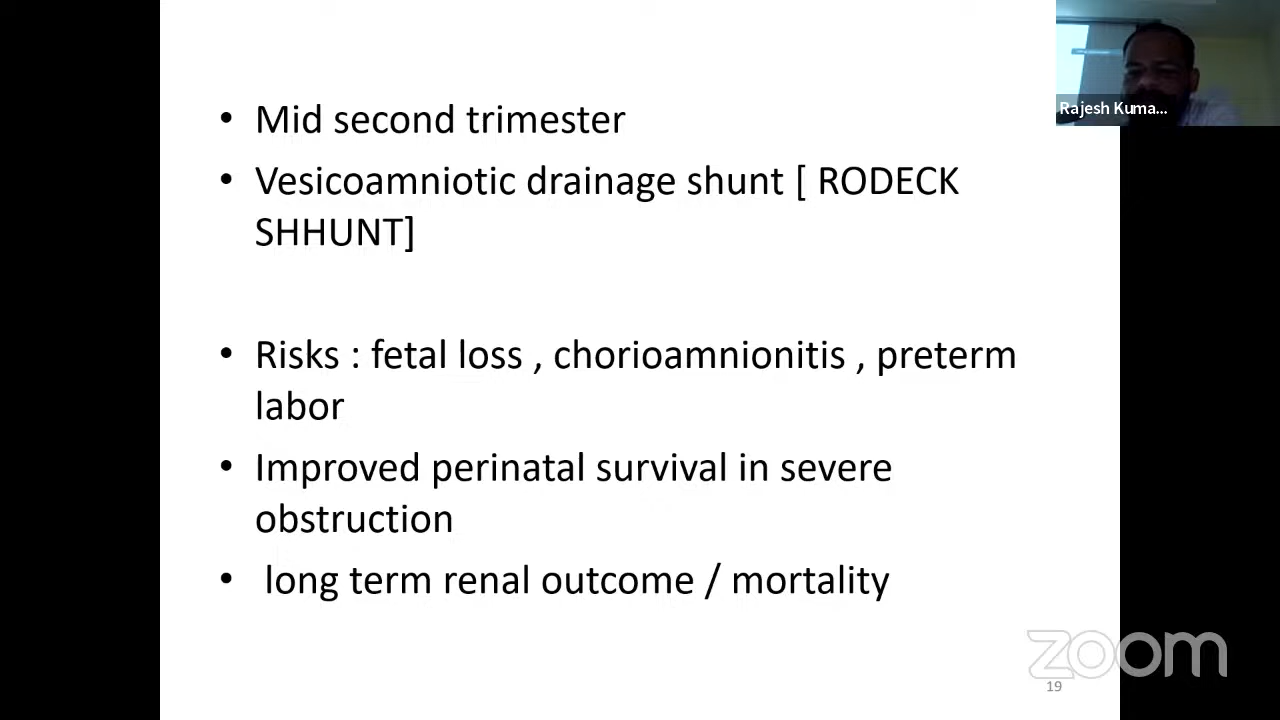 • Mid second trimester
• Vesicoamniotic drainage shunt [ RODECK
SHHUNT]
• Risks : fetal loss , chorioamnionitis , preterm
labor
• Improved perinatal survival in severe
obstruction
• long term renal outcome / mortality
Rajesh Kuma...
zoom
19